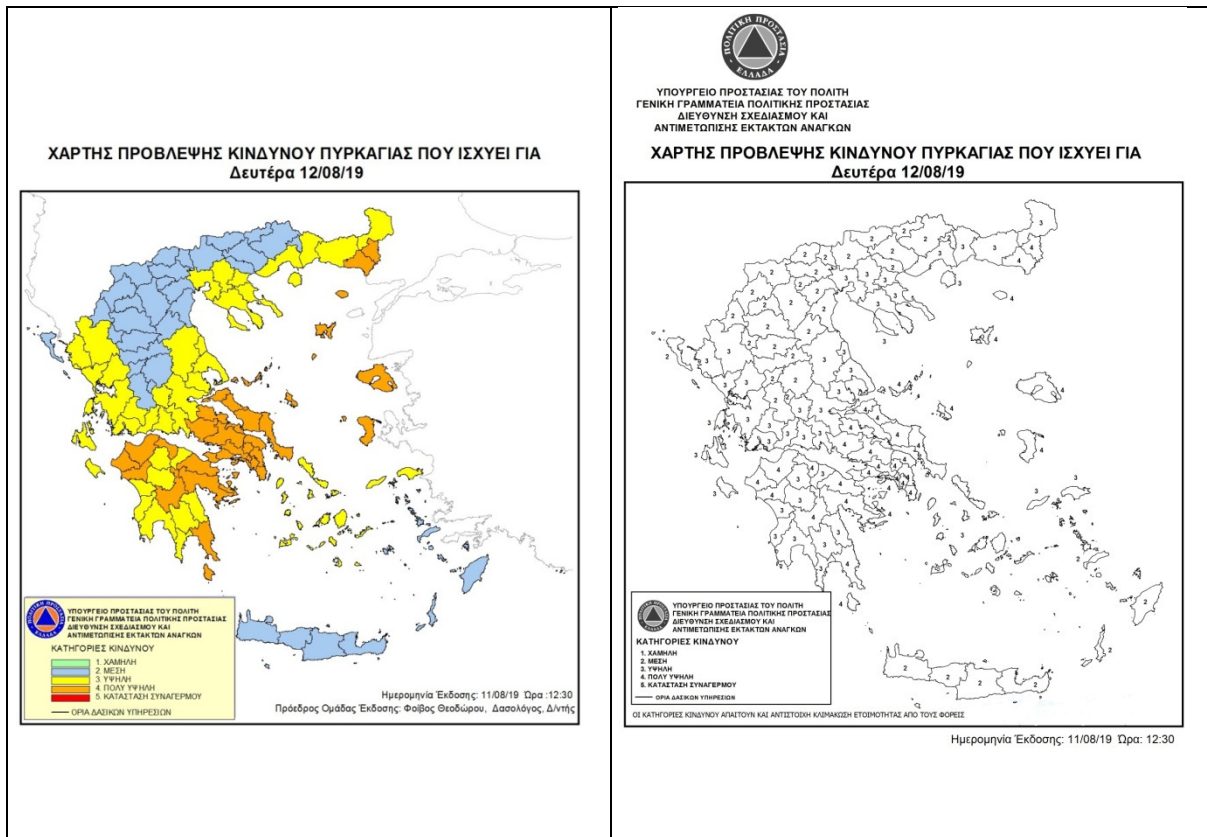 ΧΑΡΤΗΣ ΠΡΟΒΛΕΨΗΣ ΚΙΝΔΥΝΟΥ ΠΥΡΚΑΓΙΑΣ ΠΟΥ ΙΣΧΥΕΙ ΓΙΑ
Δευτέρα 12/08/19
ΠΟΛΙΤΙΚΗ ΠΡΟΣΤΑΣΙΑ
ΕΛΛΑΔΑ
ΥΠΟΥΡΓΕΙΟ ΠΡΟΣΤΑΣΙΑΣ ΤΟΥ ΠΟΛΙΤΗ
ΓΕΝΙΚΗ ΓΡΑΜΜΑΤΕΙΑ ΠΟΛΙΤΙΚΗΣ ΠΡΟΣΤΑΣΙΑΣ
ΔΙΕΥΘΥΝΣΗ ΣΧΕΔΙΑΣΜΟΥ ΚΑΙ
ΑΝΤΙΜΕΤΩΠΙΣΗΣ ΕΚΤΑΚΤΩΝ ΑΝΑΓΚΩΝ
ΚΑΤΗΓΟΡΙΕΣ ΚΙΝΔΥΝΟΥ
1. ΧΑΜΗΛΗ
2. ΜΕΣΗ
3. ΥΨΗΛΗ
4. ΠΟΛΥ ΥΨΗΛΗ
5. ΚΑΤΑΣΤΑΣΗ ΣΥΝΑΓΕΡΜΟΥ
ΟΡΙΑ ΔΑΣΙΚΩΝ ΥΠΗΡΕΣΙΩΝ
Ημερομηνία Έκδοσης: 11/08/19 Ώρα :12:30
Πρόεδρος Ομάδας Έκδοσης: Φοίβος Θεοδώρου, Δασολόγος, Δ/ντής
ΠΟΛΙΤΙΚΗ ΠΡΟΣΤΑΣΙΑ
ΕΛΛΑΔΑ
ΥΠΟΥΡΓΕΙΟ ΠΡΟΣΤΑΣΙΑΣ ΤΟΥ ΠΟΛΙΤΗ
ΓΕΝΙΚΗ ΓΡΑΜΜΑΤΕΙΑ ΠΟΛΙΤΙΚΗΣ ΠΡΟΣΤΑΣΙΑΣ
ΔΙΕΥΘΥΝΣΗ ΣΧΕΔΙΑΣΜΟΥ ΚΑΙ
ΑΝΤΙΜΕΤΩΠΙΣΗΣ ΕΚΤΑΚΤΩΝ ΑΝΑΓΚΩΝ
ΧΑΡΤΗΣ ΠΡΟΒΛΕΨΗΣ ΚΙΝΔΥΝΟΥ ΠΥΡΚΑΓΙΑΣ ΠΟΥ ΙΣΧΥΕΙ ΓΙΑ
Δευτέρα 12/08/19
ΥΠΟΥΡΓΕΙΟ ΠΡΟΣΤΑΣΙΑΣ ΤΟΥ ΠΟΛΙΤΗ
ΓΕΝΙΚΗ ΓΡΑΜΜΑΤΕΙΑ ΠΟΛΙΤΙΚΗΣ ΠΡΟΣΤΑΣΙΑΣ
ΔΙΕΥΘΥΝΣΗ ΣΧΕΔΙΑΣΜΟΥ ΚΑΙ
ΑΝΤΙΜΕΤΩΠΙΣΗΣ ΕΚΤΑΚΤΩΝ ΑΝΑΓΚΩΝ
ΚΑΤΗΓΟΡΙΕΣ ΚΙΝΔΥΝΟΥ
1. ΧΑΜΗΛΗ
2. ΜΕΣΗ
3. ΥΨΗΛΗ
4. ΠΟΛΥ ΥΨΗΛΗ
5. ΚΑΤΑΣΤΑΣΗ ΣΥΝΑΓΕΡΜΟΥ
ΟΡΙΑ ΔΑΣΙΚΩΝ ΥΠΗΡΕΣΙΩΝ
ΟΙ ΚΑΤΗΓΟΡΙΕΣ ΚΙΝΔΥΝΟΥ ΑΠΑΙΤΟΥΝ ΚΑΙ ΑΝΤΙΣΤΟΙΧΗ ΚΛΙΜΑΚΩΣΗ ΕΤΟΙΜΟΤΗΤΑΣ ΑΠΟ ΤΟΥΣ ΦΟΡΕΙΣ
Ημερομηνία Έκδοσης: 11/08/19 Ώρα: 12:30